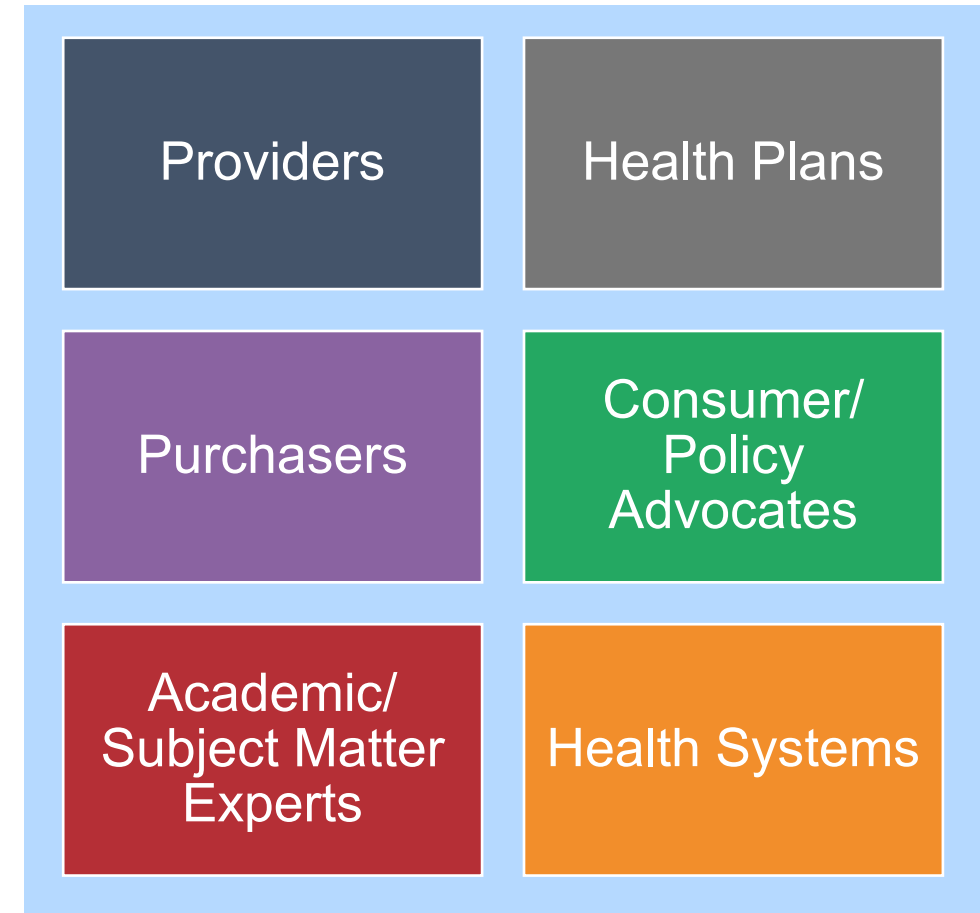 Providers
Health Plans
Purchasers
Consumer/
Policy
Advocates
Academic/
Subject Matter
Experts
Health Systems